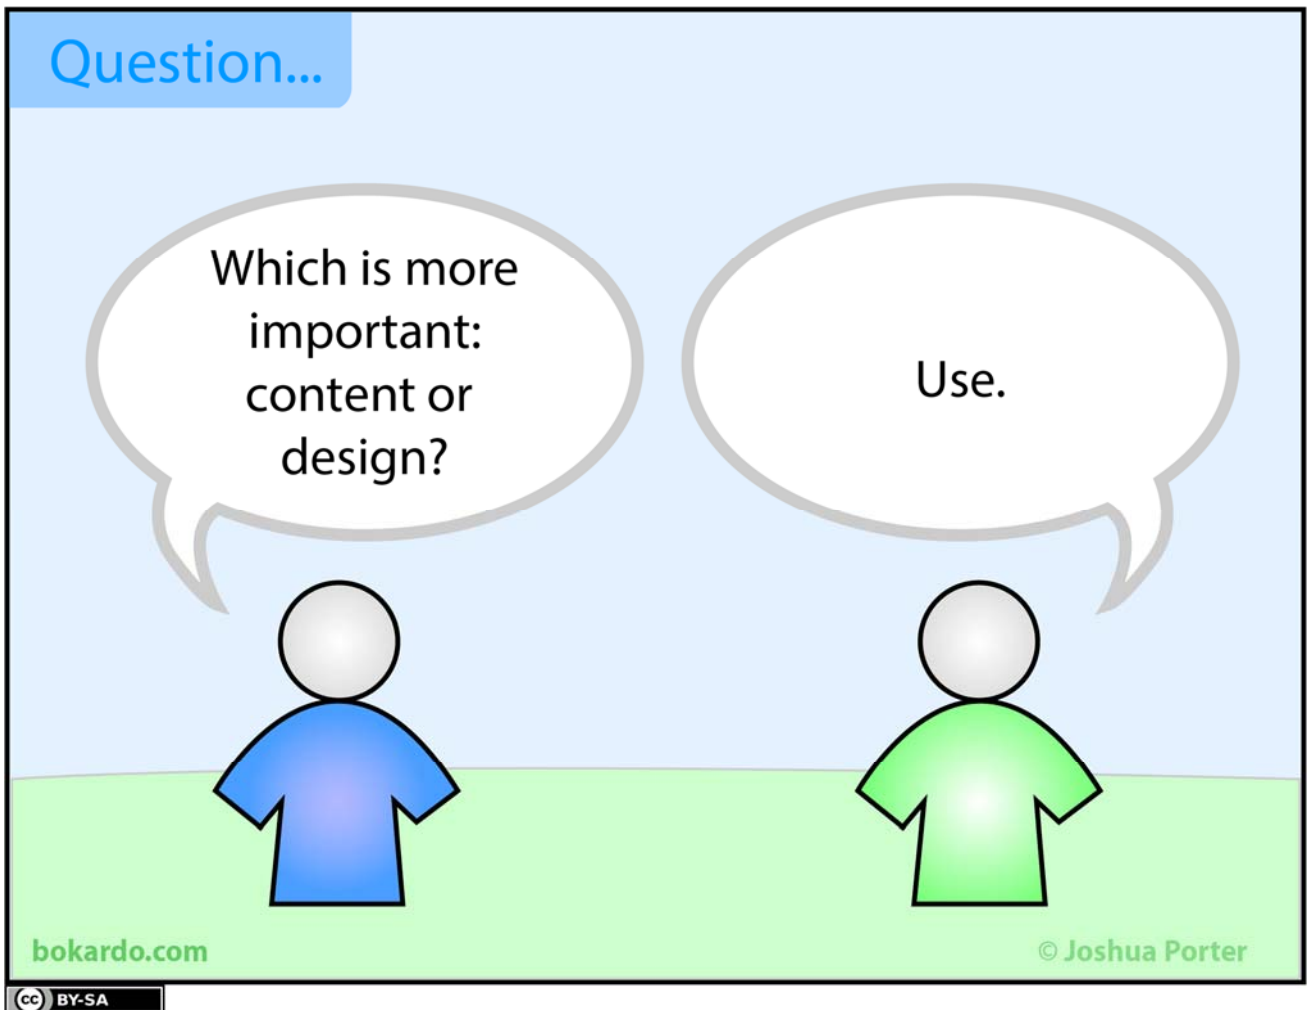 Question...
Which is more
important:
content or
design?
Use.
bokardo.com
© Joshua Porter
cc BY-SA